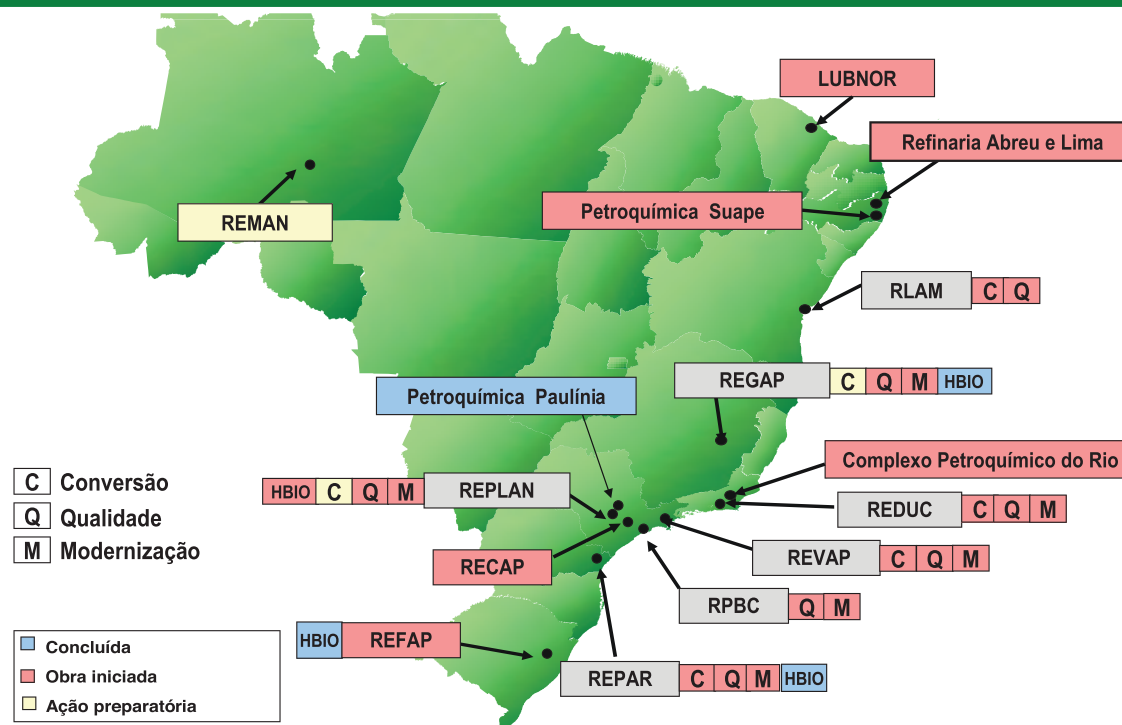 LUBNOR
Refinaria Abreu e Lima
Petroquímica Suape
REMAN
RLAM C Q
REGAP C Q M HBIO
Petroquímica Paulínia
Complexo Petroquímico do Rio
C Conversão
HBIO C Q M REPLAN
REDUC C Q M
Q Qualidade
M Modernização
REVAP C Q M
RECAP
RPBC Q M
HBIO REFAP
Concluída
Obra iniciada
REPAR C Q M HBIO
Ação preparatória